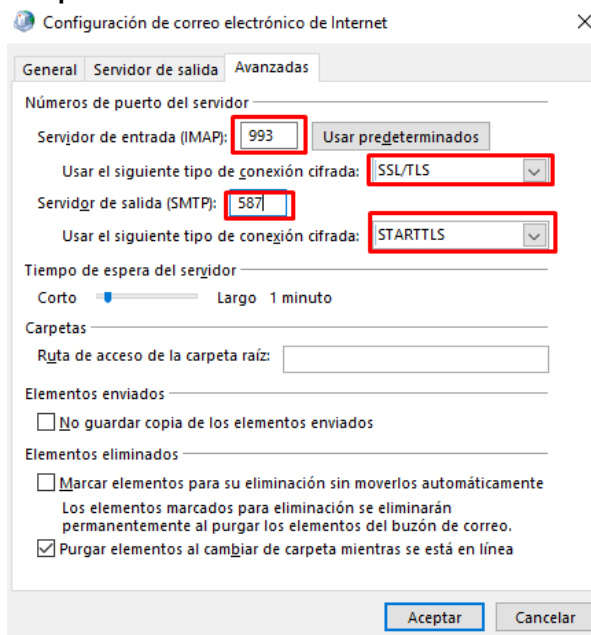 Configuración de correo electrónico de Internet
General Servidor de salida Avanzadas
Números de puerto del servidor
Servidor de entrada (IMAP): 993 Usar predeterminados
Usar el siguiente tipo de conexión cifrada: SSL/TLS
Servidor de salida (SMTP): 587
Usar el siguiente tipo de conexión cifrada: STARTTLS
Tiempo de espera del servidor
Corto Largo 1 minuto
Carpetas
Ruta de acceso de la carpeta raíz:
Elementos enviados
No guardar copia de los elementos enviados
Elementos eliminados
Marcar elementos para su eliminación sin moverlos automáticamente
Los elementos marcados para eliminación se eliminarán
permanentemente al purgar los elementos del buzón de correo.
Purgar elementos al cambiar de carpeta mientras se está en línea
Aceptar Cancelar